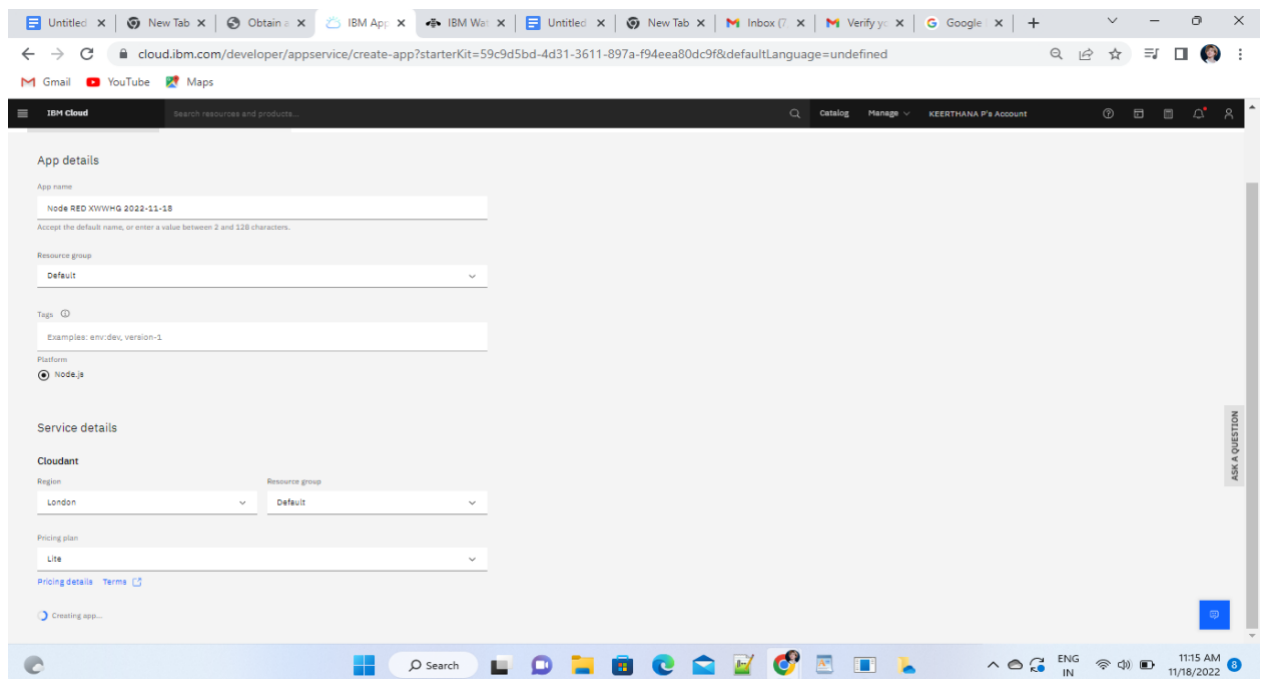 Untitled New Tab Obtain a IBM App IBM Wat Untitled New Tab Inbox (7 Verify yo Google
cloud.ibm.com/developer/appservice/create-app?starterKit=59c9d5bd-4d31-3611-897a-f94eea80dc9f&defaultLanguage=undefined
Gmail YouTube Maps
IBM Cloud Search resources and products... Catalog Manage KEERTHANA P's Account
App details
App name
Node RED XWWHG 2022-11-18
Accept the default name, or enter a value between 2 and 128 characters.
Resource group
Default
Tags
Examples: env:dev, version-1
Platform
Node.js
ASK A QUESTION
Service details
Cloudant
Region Resource group
London Default
Pricing plan
Lite
Pricing details Terms
Creating app...
Search ENG IN 11:15 AM 11/18/2022 8